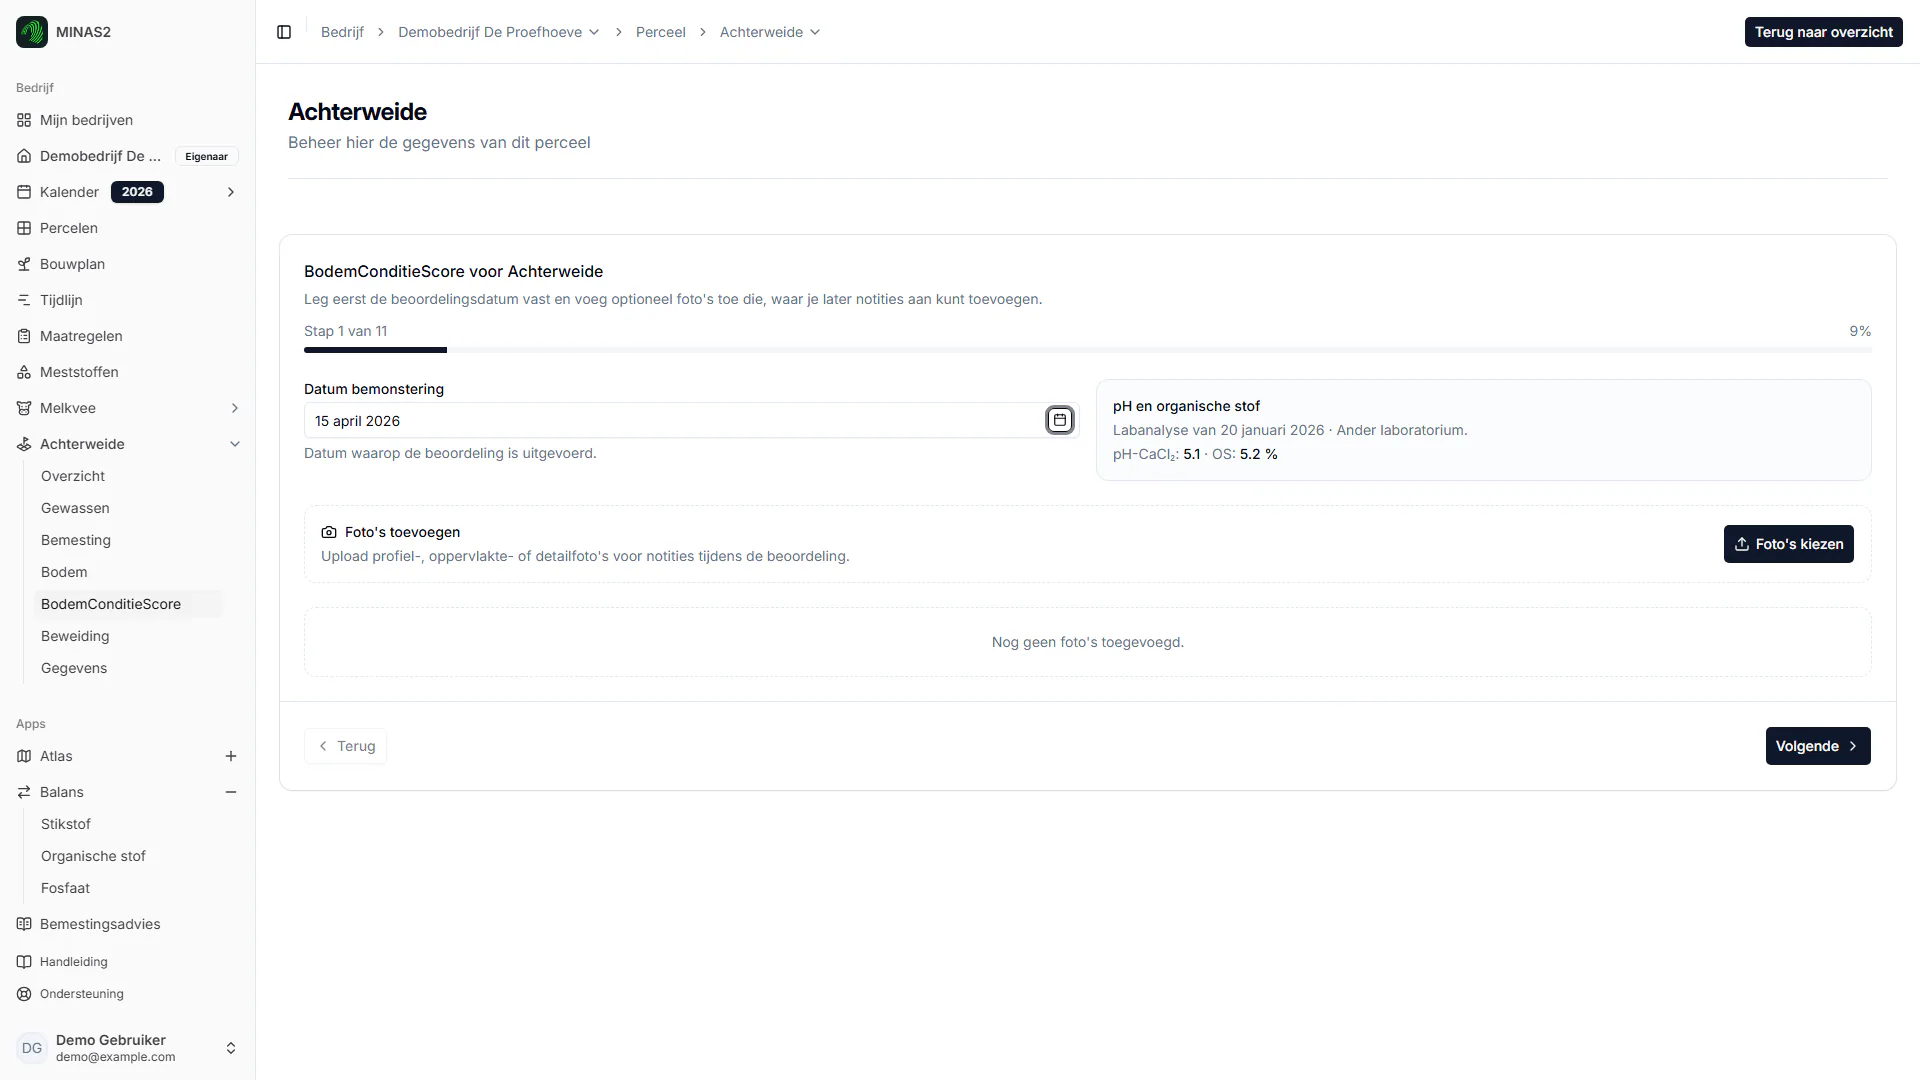 MINAS2
Bedrijf
Mijn bedrijven
Demobedrijf De ... Eigenaar
Kalender 2026
Percelen
Bouwplan
Tijdlijn
Maatregelen
Meststoffen
Melkvee
Achterweide
Overzicht
Gewassen
Bemesting
Bodem
BodemConditieScore
Beweiding
Gegevens
Apps
Atlas
Balans
Stikstof
Organische stof
Fosfaat
Bemestingsadvies
Handleiding
Ondersteuning
DG Demo Gebruiker
demo@example.com
Bedrijf > Demobedrijf De Proefhoeve > Perceel > Achterweide
Terug naar overzicht
Achterweide
Beheer hier de gegevens van dit perceel
BodemConditieScore voor Achterweide
Leg eerst de beoordelingsdatum vast en voeg optioneel foto's toe die, waar je later notities aan kunt toevoegen.
Stap 1 van 11 9%
Datum bemonstering
15 april 2026
Datum waarop de beoordeling is uitgevoerd.
pH en organische stof
Labanalyse van 20 januari 2026 · Ander laboratorium.
pH-CaCl₂: 5.1 · OS: 5.2 %
Foto's toevoegen
Upload profiel-, oppervlakte- of detailfoto's voor notities tijdens de beoordeling.
Foto's kiezen
Nog geen foto's toegevoegd.
Terug
Volgende